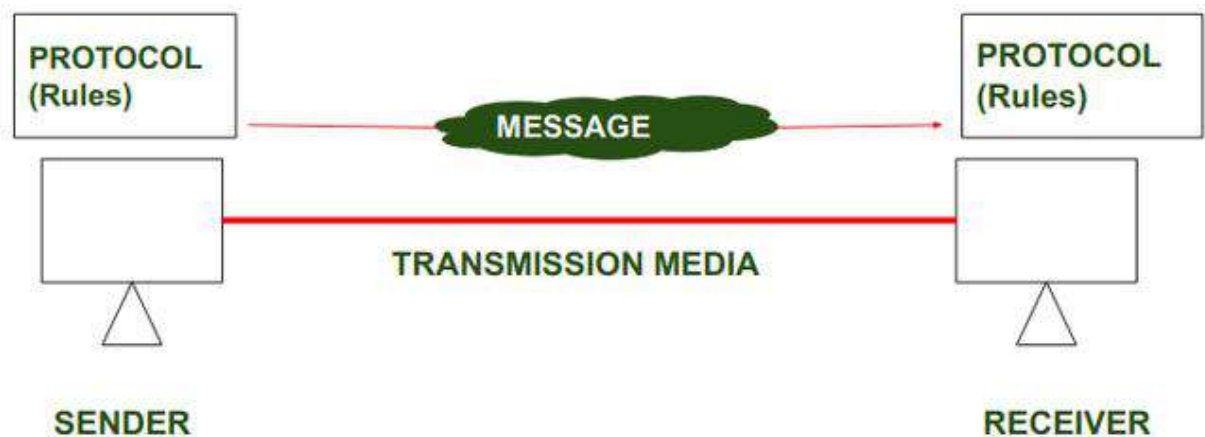 PROTOCOL
(Rules)
PROTOCOL
(Rules)
MESSAGE
TRANSMISSION MEDIA
SENDER
RECEIVER